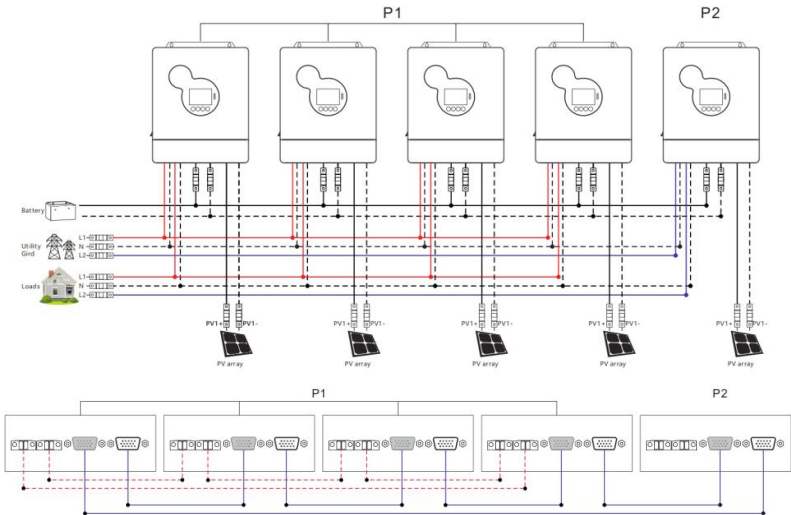 P1 P2
Battery
L1
Utility N
Gird L2
L1
Loads N
L2
PV1+ PV1- PV1+ PV1- PV1+ PV1- PV1+ PV1- PV1+ PV1-
PV array PV array PV array PV array PV array
P1 P2